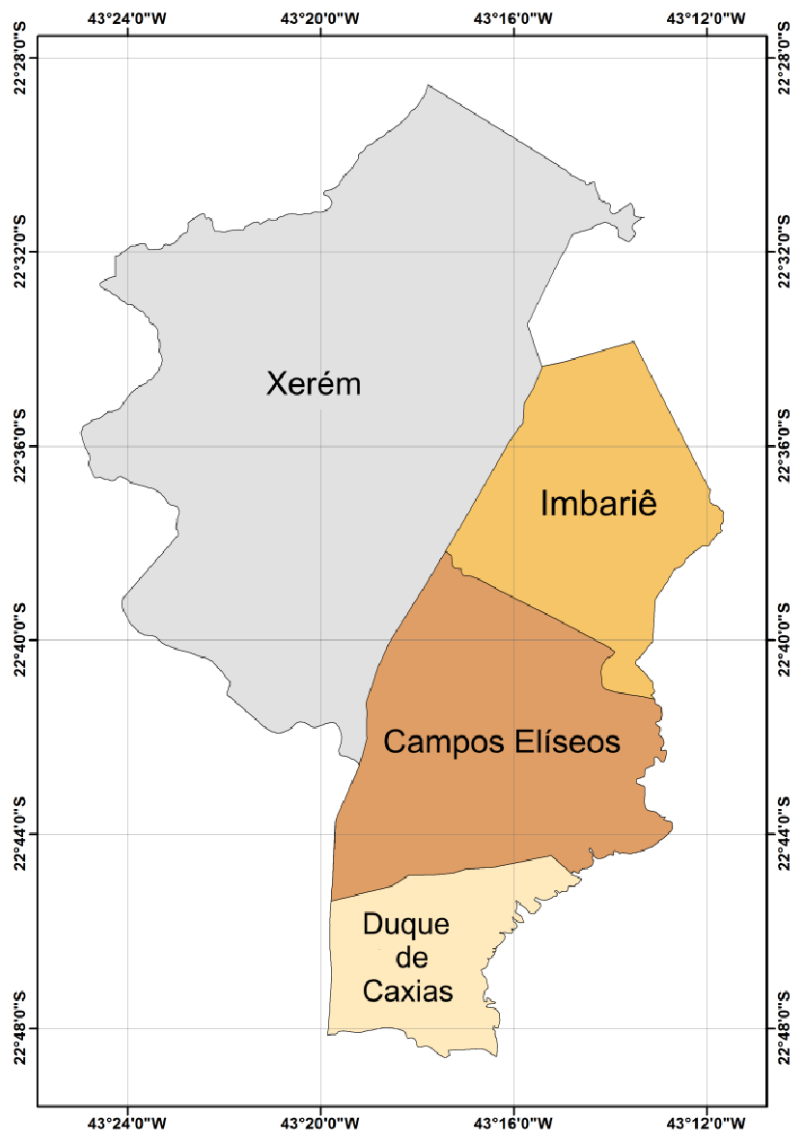 43°24'0"W 43°20'0"W 43°16'0"W 43°12'0"W
22°28'0"S 22°28'0"S
22°32'0"S 22°32'0"S
Xerém
22°36'0"S 22°36'0"S
Imbariê
22°40'0"S 22°40'0"S
Campos Elíseos
22°44'0"S 22°44'0"S
Duque
de
Caxias
22°48'0"S 22°48'0"S
43°24'0"W 43°20'0"W 43°16'0"W 43°12'0"W